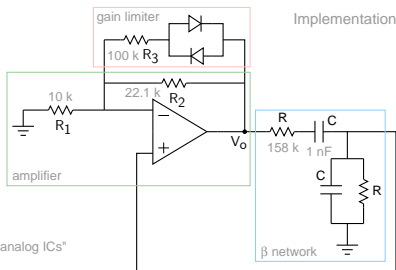 gain limiter
Implementation
100 k R3
10 k
22.1 k R2
R1
Vo
R
C
158 k
1 nF
amplifier
C
R
analog ICs"
β network